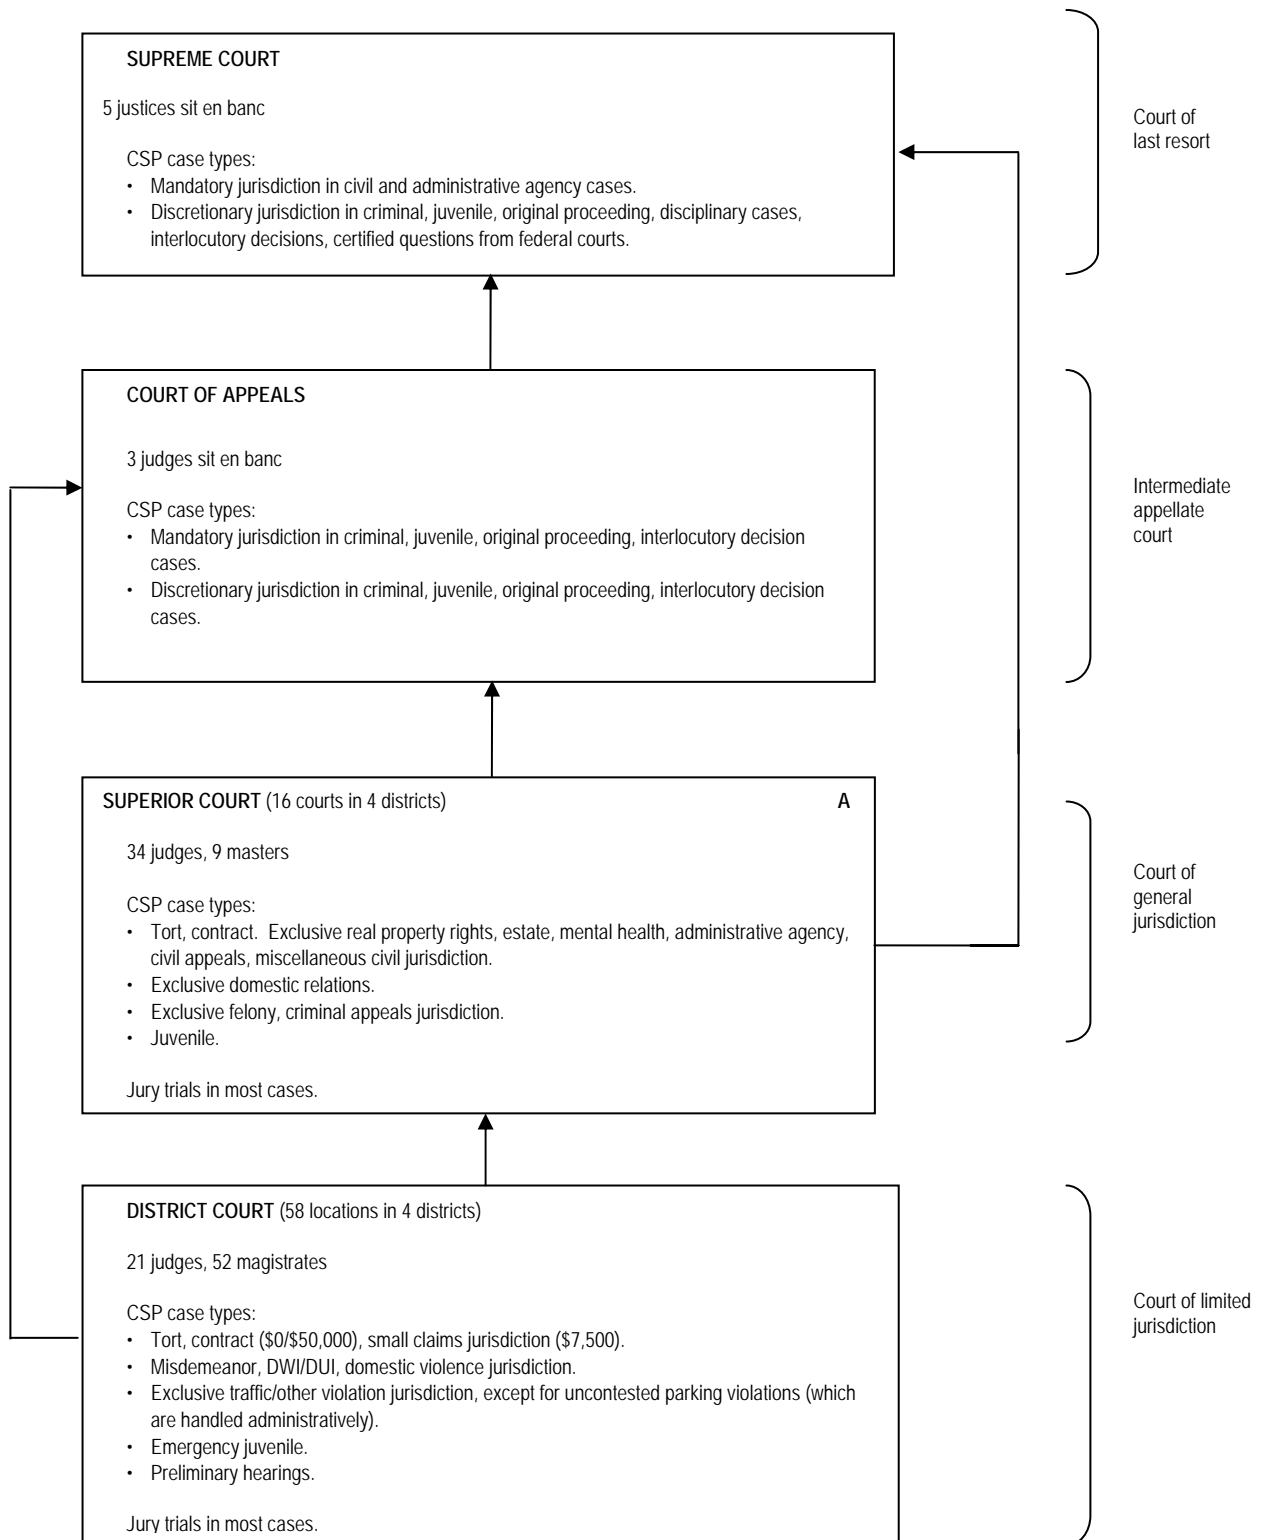 SUPREME COURT
5 justices sit en banc
CSP case types:
• Mandatory jurisdiction in civil and administrative agency cases.
• Discretionary jurisdiction in criminal, juvenile, original proceeding, disciplinary cases,
interlocutory decisions, certified questions from federal courts.
Court of
last resort
COURT OF APPEALS
3 judges sit en banc
CSP case types:
• Mandatory jurisdiction in criminal, juvenile, original proceeding, interlocutory decision
cases.
• Discretionary jurisdiction in criminal, juvenile, original proceeding, interlocutory decision
cases.
Intermediate
appellate
court
SUPERIOR COURT (16 courts in 4 districts) A
34 judges, 9 masters
CSP case types:
• Tort, contract.  Exclusive real property rights, estate, mental health, administrative agency,
civil appeals, miscellaneous civil jurisdiction.
• Exclusive domestic relations.
• Exclusive felony, criminal appeals jurisdiction.
• Juvenile.
Jury trials in most cases.
Court of
general
jurisdiction
DISTRICT COURT (58 locations in 4 districts)
21 judges, 52 magistrates
CSP case types:
• Tort, contract ($0/$50,000), small claims jurisdiction ($7,500).
• Misdemeanor, DWI/DUI, domestic violence jurisdiction.
• Exclusive traffic/other violation jurisdiction, except for uncontested parking violations (which
are handled administratively).
• Emergency juvenile.
• Preliminary hearings.
Jury trials in most cases.
Court of limited
jurisdiction